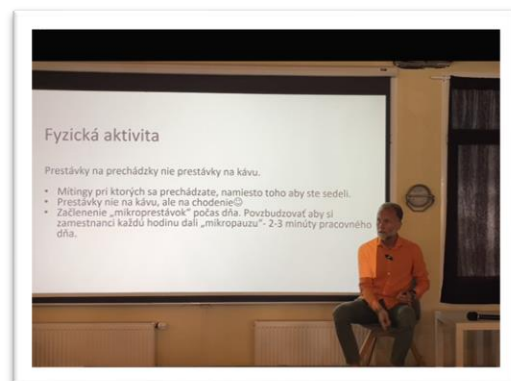 Fyzická aktivita
Prestávky na prechádzky nie prestávky na kávu.
• Mítingy pri ktorých sa prechádzate, namiesto toho aby ste sedeli.
• Prestávky nie na kávu, ale na chodenie☺
• Začlenenie „mikroprestávok" počas dňa. Povzbudzovať aby si
zamestnanci každú hodinu dali „mikropauzu"- 2-3 minúty pracovného
dňa.